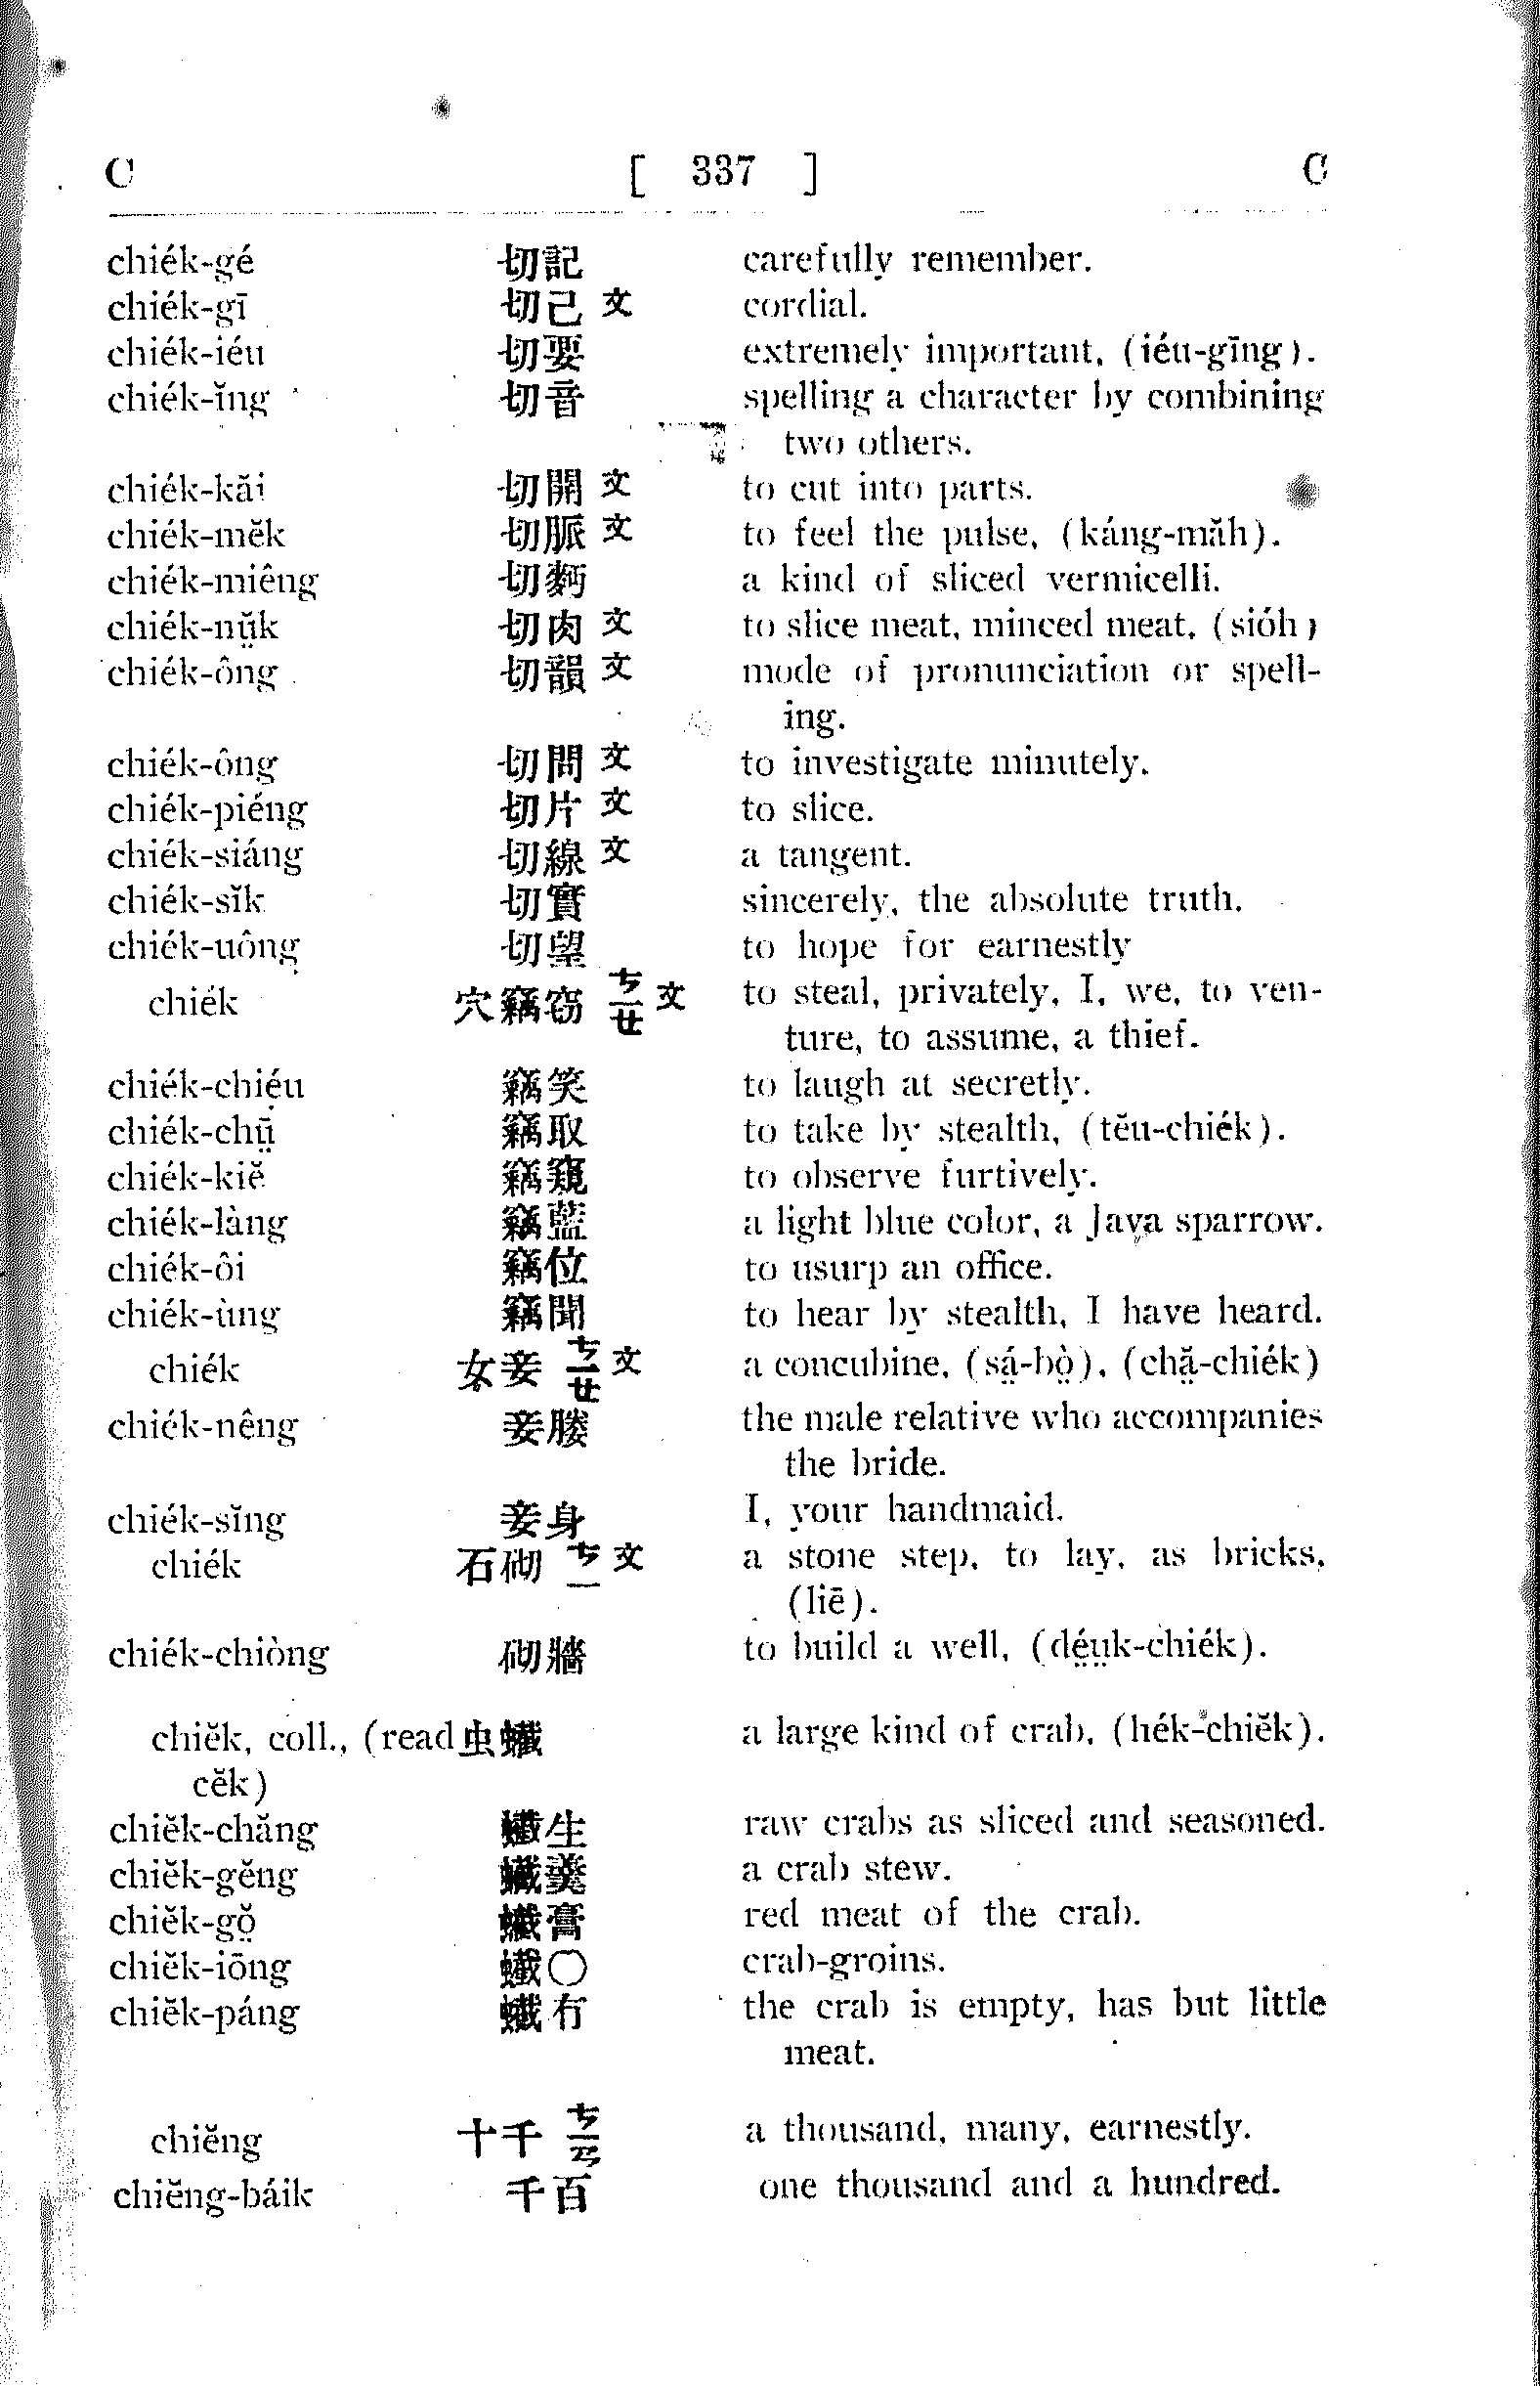 C [ 337 ] C
chiék-gé 切記 carefully remember.
chiék-gī 切己 文 cordial.
chiék-iéu 切要 extremely important, (iéu-gīng).
chiék-ĭng 切音 spelling a character by combining
two others.
chiék-kăi 切開 文 to cut into parts.
chiék-mĕk 切脈 文 to feel the pulse, (káng-măh).
chiék-miêng 切麪 a kind of sliced vermicelli.
chiék-nṳ̆k 切肉 文 to slice meat, minced meat, (sióh)
chiék-ông 切韻 文 mode of pronunciation or spell-
ing.
chiék-ông 切問 文 to investigate minutely.
chiék-piéng 切片 文 to slice.
chiék-siáng 切線 文 a tangent.
chiék-sĭk 切實 sincerely, the absolute truth.
chiék-uông 切望 to hope for earnestly
chiék 穴竊窃 ㄘㄧㄝ 文 to steal, privately, I, we, to ven-
ture, to assume, a thief.
chiék-chiéu 竊笑 to laugh at secretly.
chiék-chṳ̄ 竊取 to take by stealth, (tĕu-chiék).
chiék-kiĕ 竊窺 to observe furtively.
chiék-làng 竊藍 a light blue color, a Java sparrow.
chiék-ôi 竊位 to usurp an office.
chiék-ùng 竊聞 to hear by stealth, I have heard.
chiék 女妾 ㄘㄧㄝ 文 a concubine, (sá̤-bò̤), (chă̤-chiék)
chiék-nêng 妾媵 the male relative who accompanies
the bride.
chiék-sĭng 妾身 I, your handmaid.
chiék 石砌 ㄘㄧ 文 a stone step, to lay, as bricks,
(liē).
chiék-chiòng 砌牆 to build a well, (dé̤ṳk-chiék).
chiĕk, coll., (read 虫蠘 a large kind of crab, (hék-chiĕk).
cĕk)
chiĕk-chăng 蠘生 raw crabs as sliced and seasoned.
chiĕk-gĕng 蠘羹 a crab stew.
chiĕk-gŏ̤ 蠘膏 red meat of the crab.
chiĕk-iōng 蠘〇 crab-groins.
chiĕk-páng 蠘冇 the crab is empty, has but little
meat.
chiĕng 十千 ㄘㄧㄢ a thousand, many, earnestly.
chiĕng-báik 千百 one thousand and a hundred.